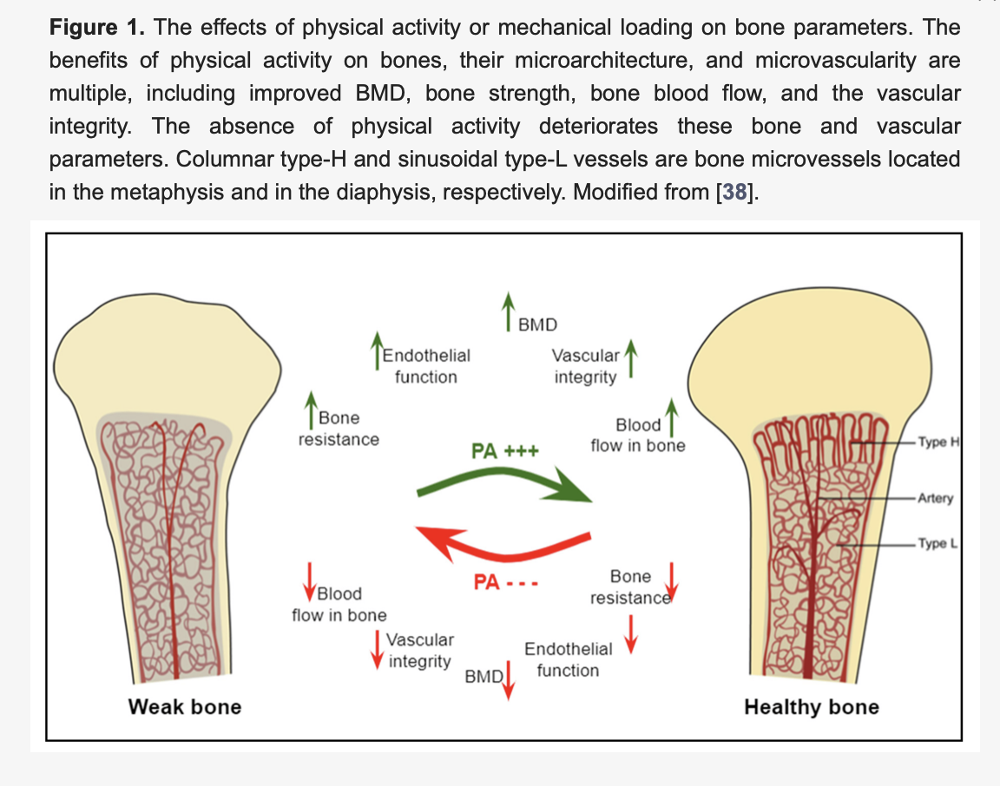 Figure 1. The effects of physical activity or mechanical loading on bone parameters. The
benefits of physical activity on bones, their microarchitecture, and microvascularity are
multiple, including improved BMD, bone strength, bone blood flow, and the vascular
integrity. The absence of physical activity deteriorates these bone and vascular
parameters. Columnar type-H and sinusoidal type-L vessels are bone microvessels located
in the metaphysis and in the diaphysis, respectively. Modified from [38].
BMD
Endothelial
function
Vascular
integrity
Bone
resistance
Blood
flow in bone
PA +++
Type H
Artery
Type L
PA - - -
Blood
flow in bone
Vascular
integrity
BMD
Endothelial
function
Bone
resistance
Weak bone
Healthy bone